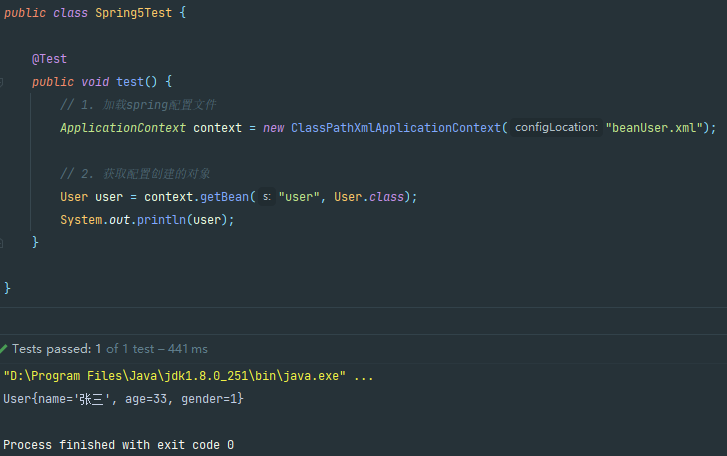 public class Spring5Test {
@Test
public void test() {
// 1. 加载spring配置文件
ApplicationContext context = new ClassPathXmlApplicationContext( configLocation: "beanUser.xml");
// 2. 获取配置创建的对象
User user = context.getBean( s: "user", User.class);
System.out.println(user);
}
}
Tests passed: 1 of 1 test – 441 ms
"D:\Program Files\Java\jdk1.8.0_251\bin\java.exe" ...
User{name='张三', age=33, gender=1}
Process finished with exit code 0